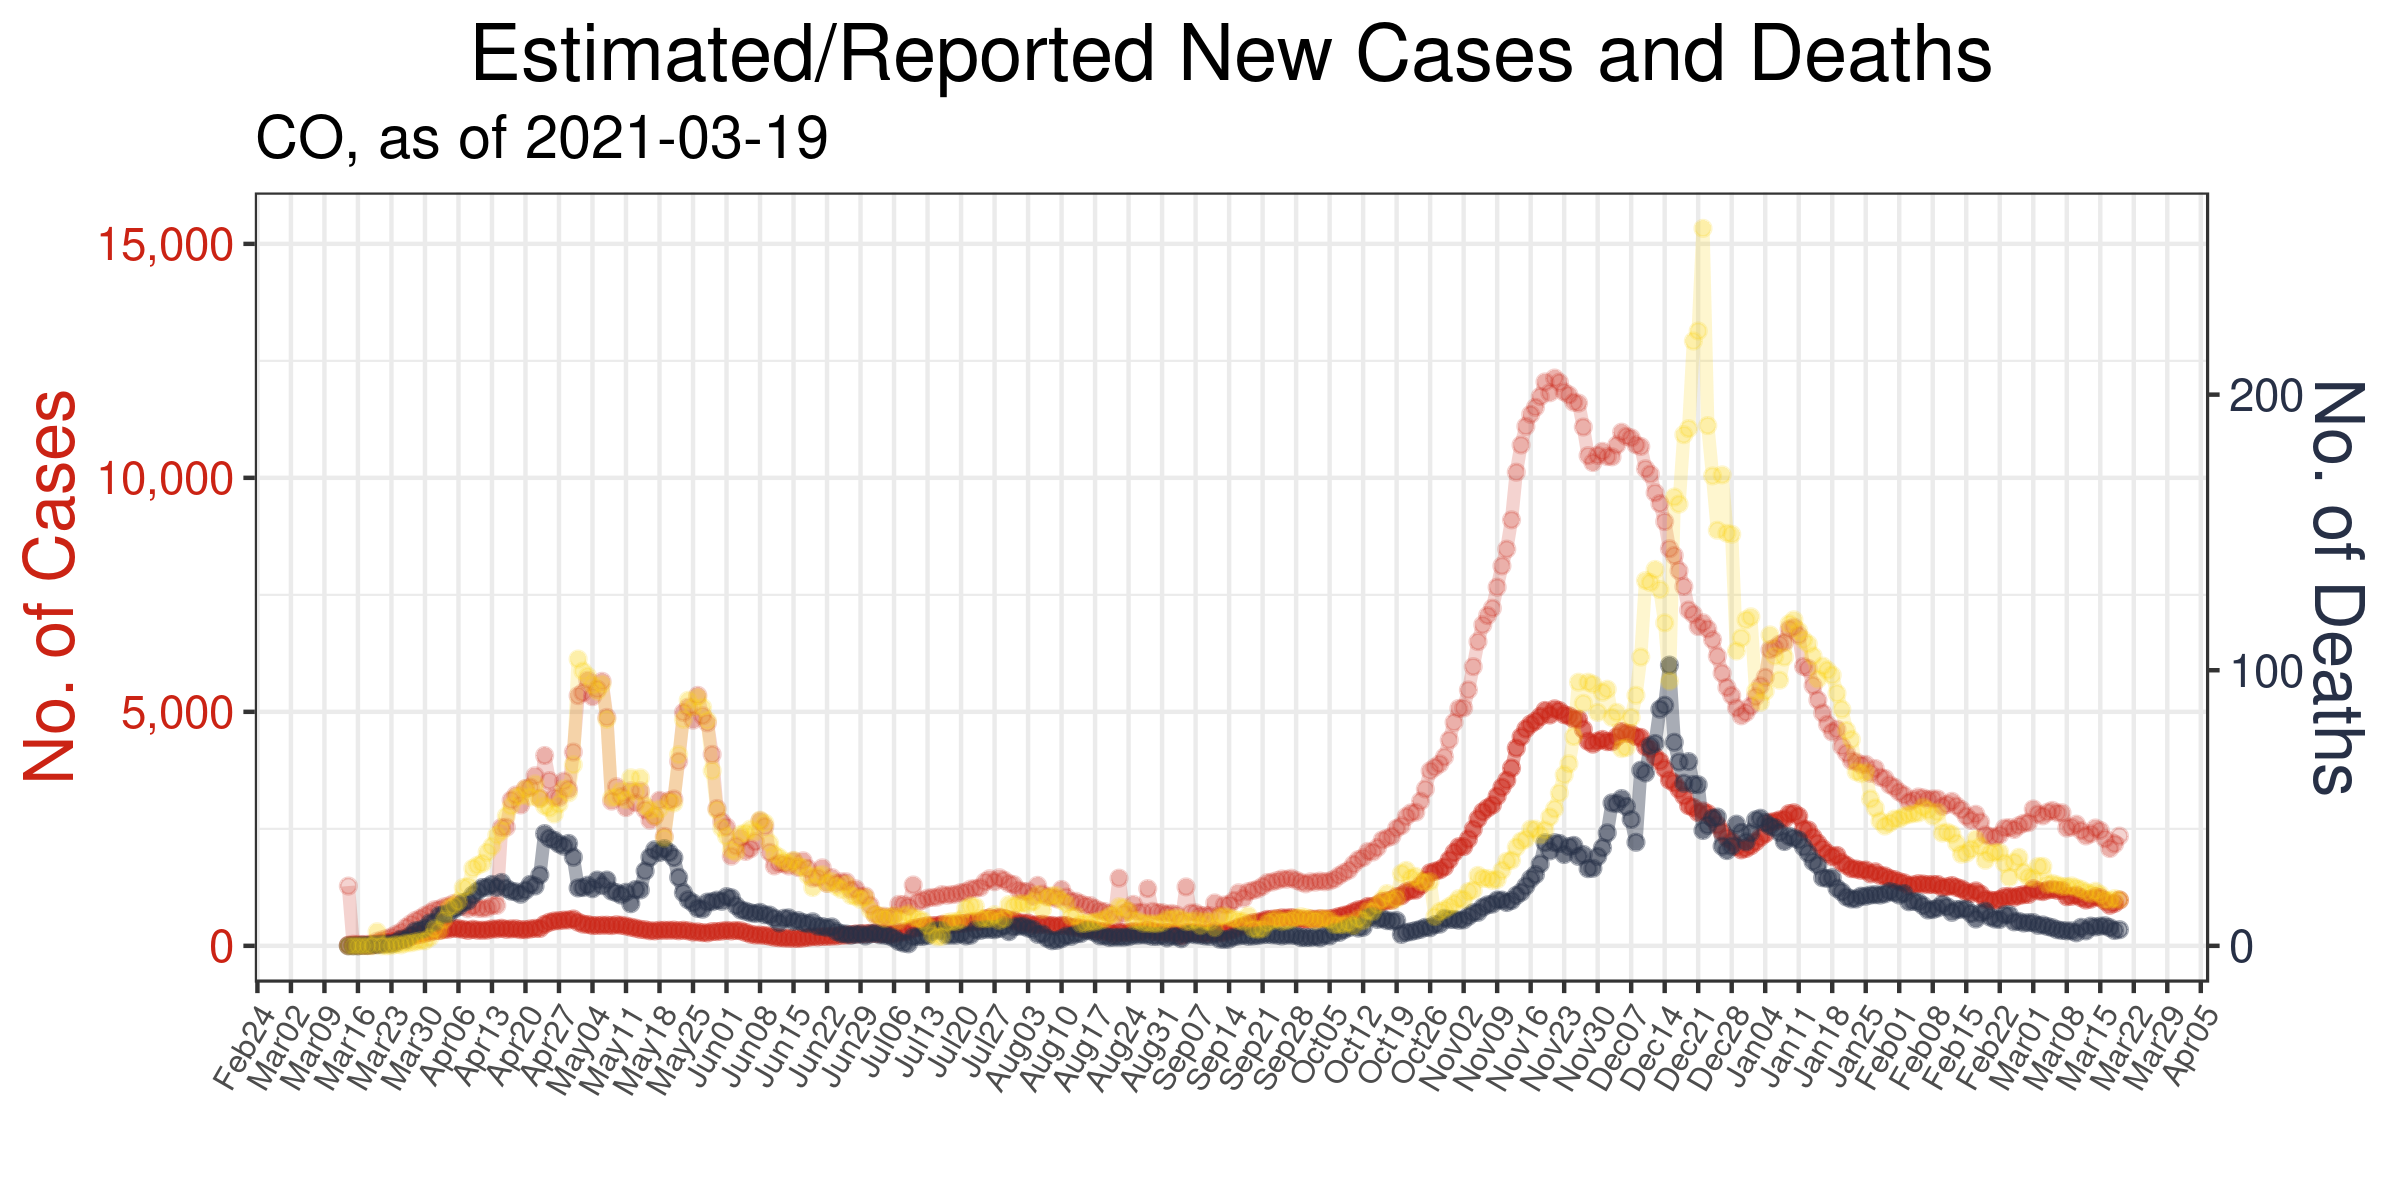 Estimated/Reported New Cases and Deaths
CO, as of 2021-03-19
No. of Cases
15,000
10,000
5,000
0
No. of Deaths
200
100
0
Feb24
Mar02
Mar09
Mar16
Mar23
Mar30
Apr06
Apr13
Apr20
Apr27
May04
May11
May18
May25
Jun01
Jun08
Jun15
Jun22
Jun29
Jul06
Jul13
Jul20
Jul27
Aug03
Aug10
Aug17
Aug24
Aug31
Sep07
Sep14
Sep21
Sep28
Oct05
Oct12
Oct19
Oct26
Nov02
Nov09
Nov16
Nov23
Nov30
Dec07
Dec14
Dec21
Dec28
Jan04
Jan11
Jan18
Jan25
Feb01
Feb08
Feb15
Feb22
Mar01
Mar08
Mar15
Mar22
Mar29
Apr05